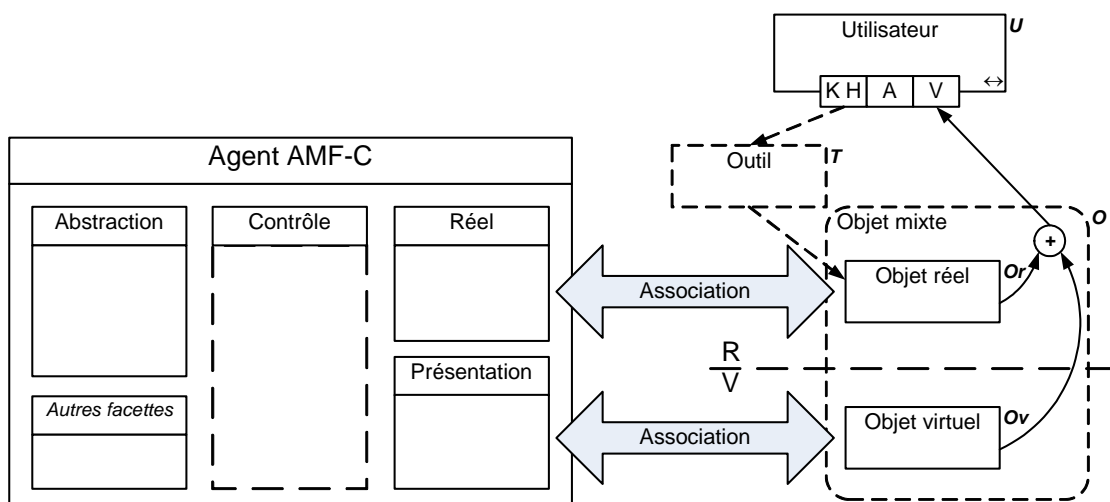 Utilisateur
U
↔
K H
A
V
Agent AMF-C
Outil
T
Abstraction
Contrôle
Réel
Objet mixte
O
+
Objet réel
Or
Association
R
V
Présentation
Autres facettes
Objet virtuel
Ov
Association